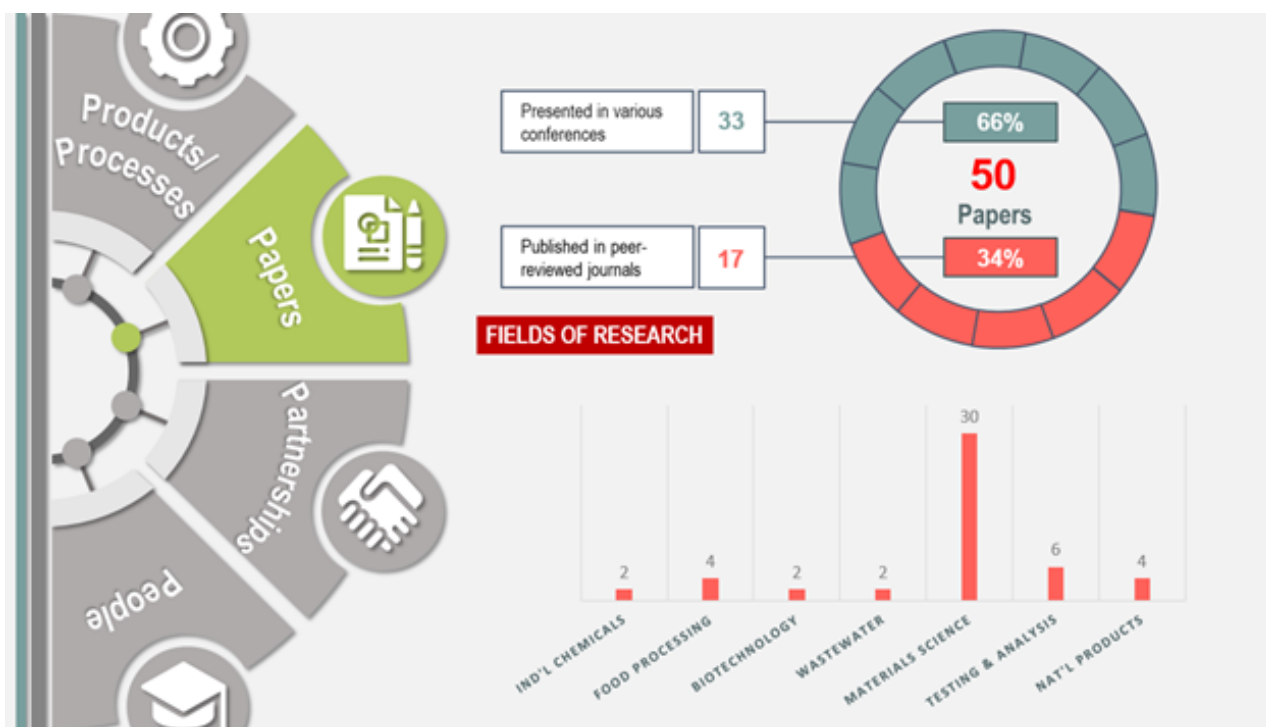 Products/
Processes
Papers
Partnerships
People
Presented in various
conferences
33
66%
50
Papers
Published in peer-
reviewed journals
17
34%
FIELDS OF RESEARCH
2
4
2
2
30
6
4
IND'L CHEMICALS
FOOD PROCESSING
BIOTECHNOLOGY
WASTEWATER
MATERIALS SCIENCE
TESTING & ANALYSIS
NAT'L PRODUCTS